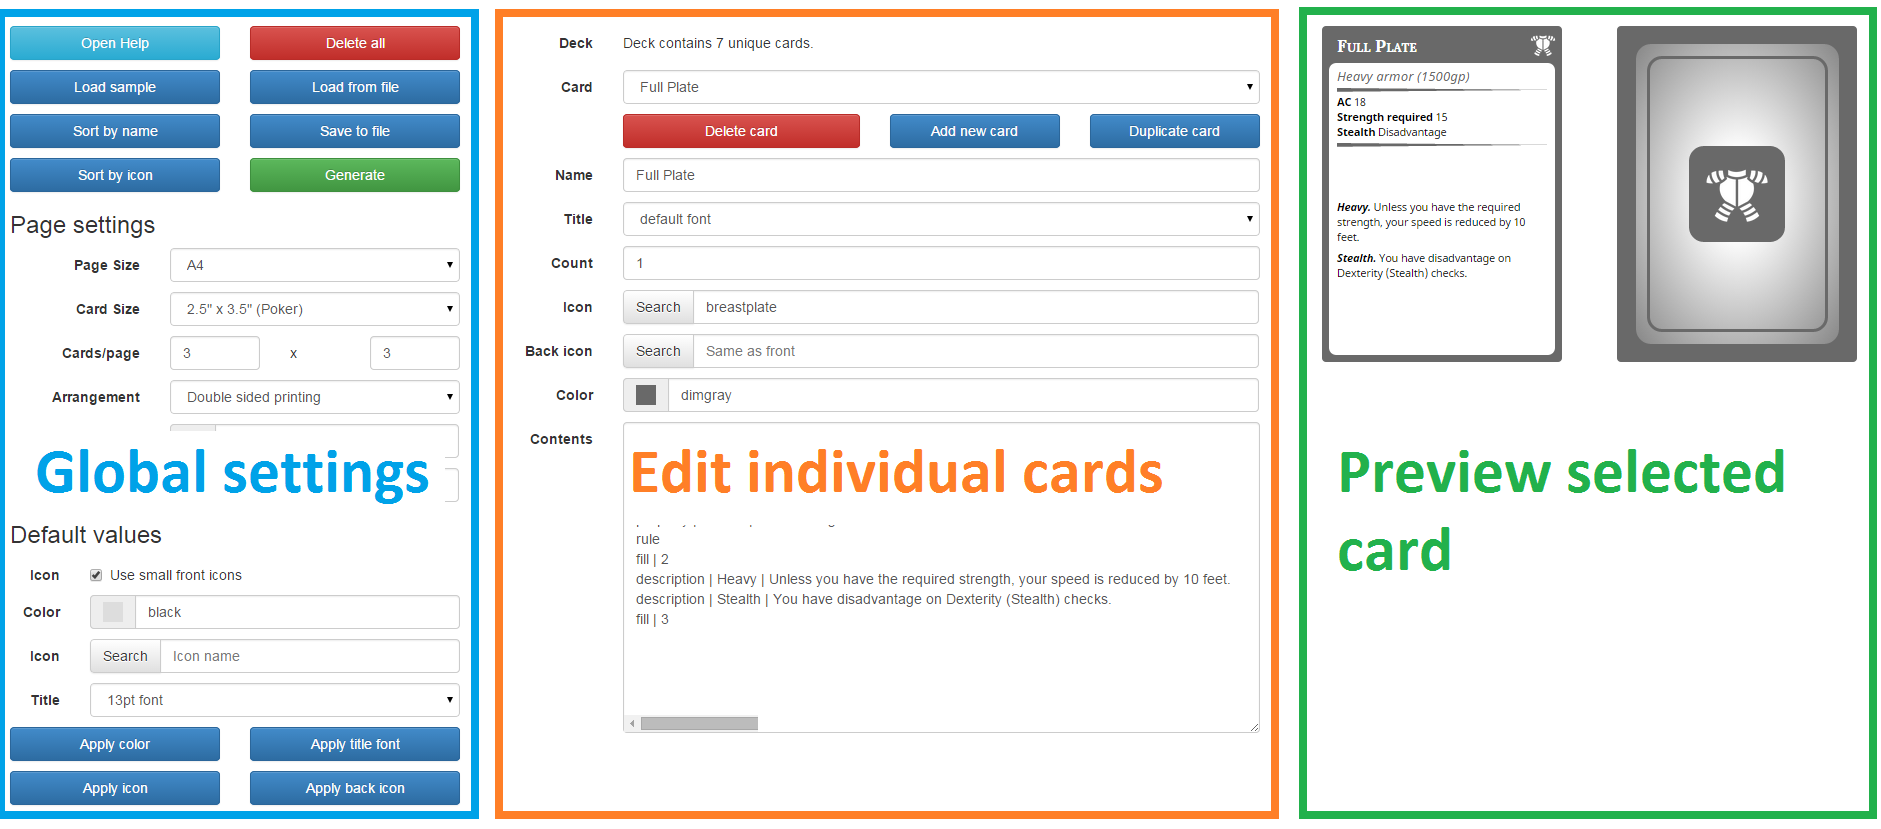 Open Help
Delete all
Load sample
Load from file
Sort by name
Save to file
Sort by icon
Generate
Page settings
Page Size
A4
Card Size
2.5" x 3.5" (Poker)
Cards/page
3 x 3
Arrangement
Double sided printing
Global settings
Default values
Icon
Use small front icons
Color
black
Icon
Search
Icon name
Title
13pt font
Apply color
Apply title font
Apply icon
Apply back icon
Deck
Deck contains 7 unique cards.
Card
Full Plate
Delete card
Add new card
Duplicate card
Name
Full Plate
Title
default font
Count
1
Icon
Search
breastplate
Back icon
Search
Same as front
Color
dimgray
Contents
Edit individual cards
rule
fill | 2
description | Heavy | Unless you have the required strength, your speed is reduced by 10 feet.
description | Stealth | You have disadvantage on Dexterity (Stealth) checks.
fill | 3
Full Plate
Heavy armor (1500gp)
AC 18
Strength required 15
Stealth Disadvantage
Heavy. Unless you have the required
strength, your speed is reduced by 10
feet.
Stealth. You have disadvantage on
Dexterity (Stealth) checks.
Preview selected
card